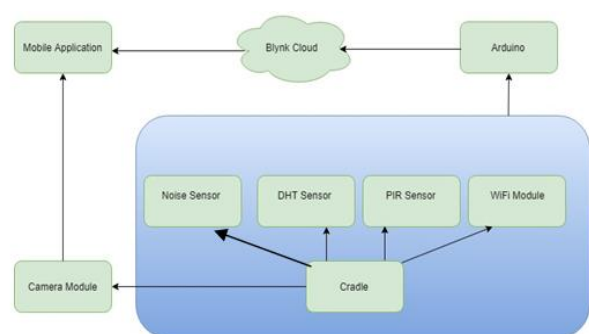 Mobile Application
Blynk Cloud
Arduino
Noise Sensor
DHT Sensor
PIR Sensor
WiFi Module
Camera Module
Cradle